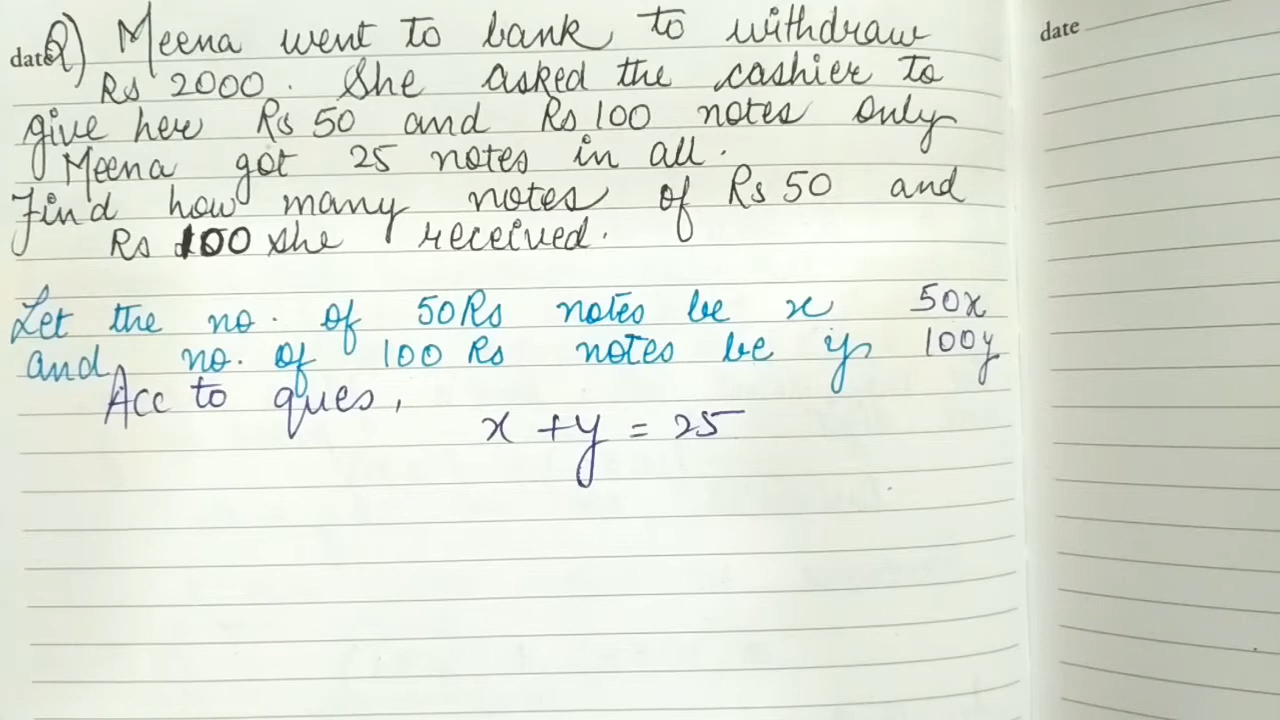 date
date
Q) Meena went to bank to withdraw
Rs 2000. She asked the cashier to
give here Rs 50 and Rs 100 notes only
Meena got 25 notes in all.
Find how many notes of Rs 50 and
Rs 100 she received.
Let the no. of 50Rs notes be x 50x
and no. of 100 Rs notes be y 100y
Acc to ques,
x + y = 25